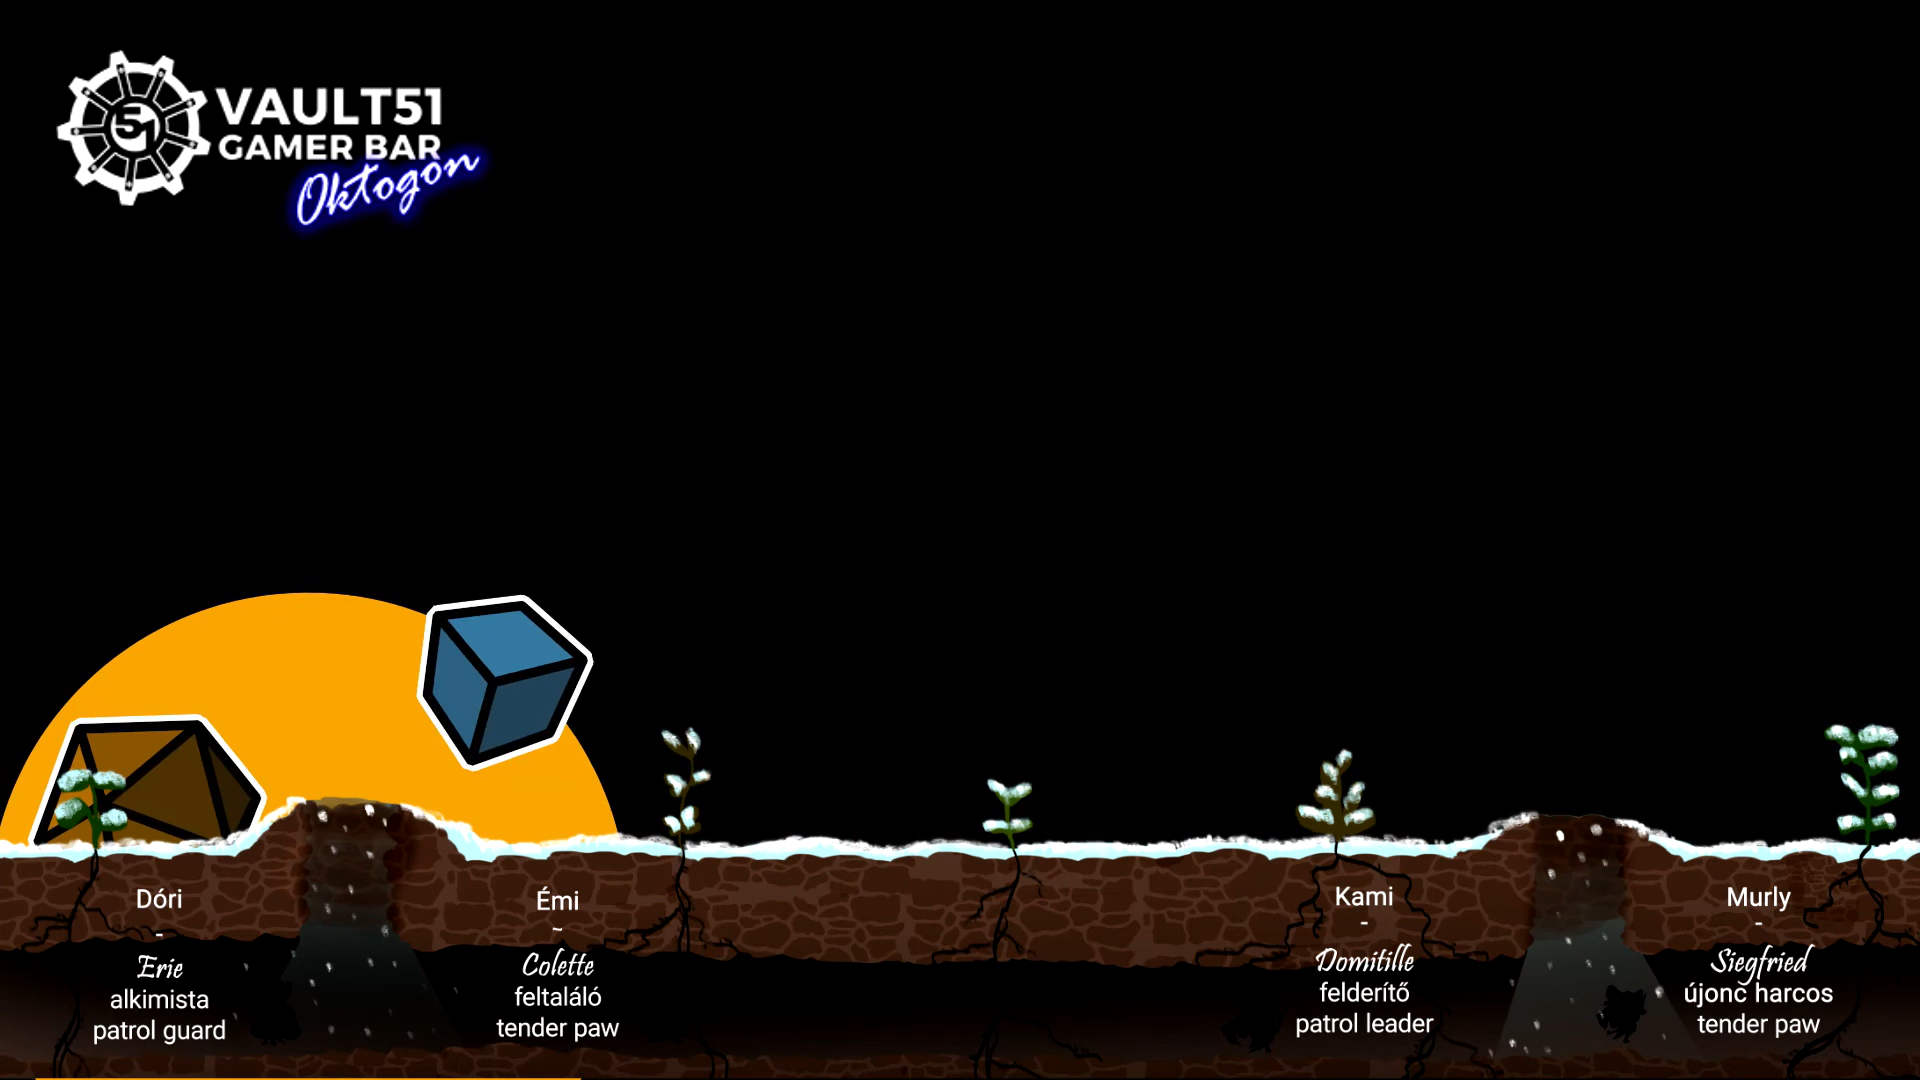 51
VAULT51
GAMER BAR
Oktogon
Dóri
-
Erie
alkimista
patrol guard
Émi
~
Colette
feltaláló
tender paw
Kami
-
Domitille
felderítő
patrol leader
Murly
-
Siegfried
újonc harcos
tender paw